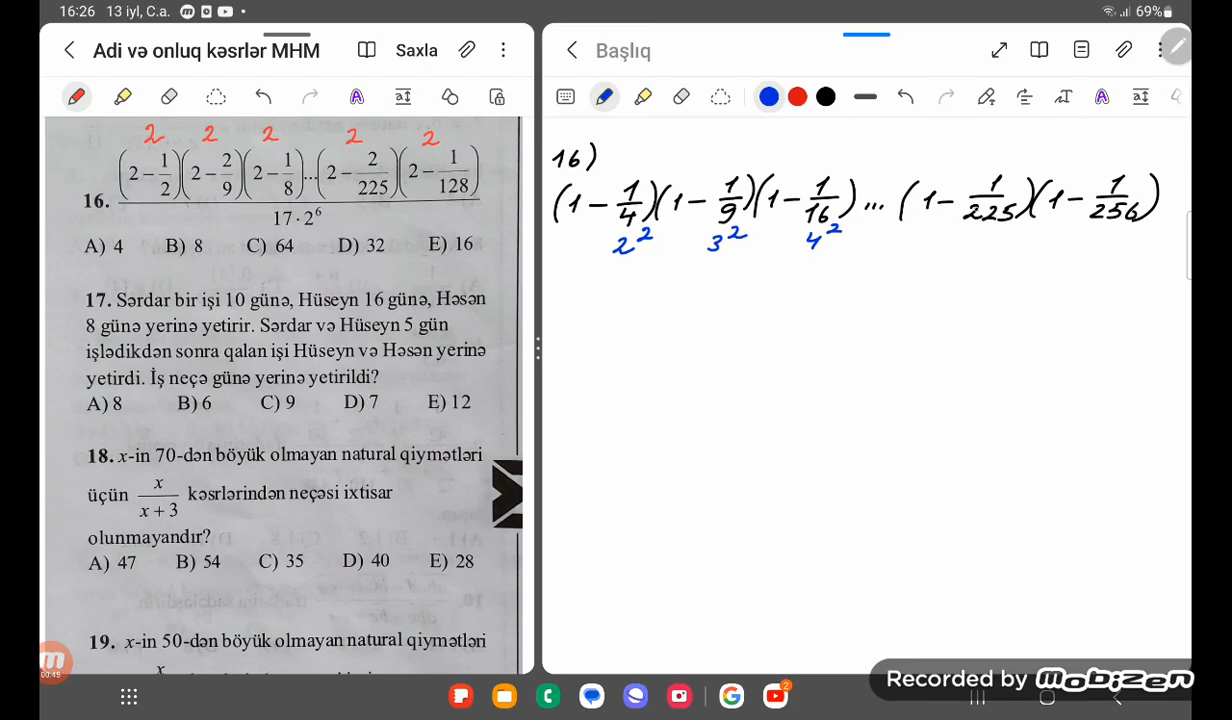 16:26 13 iyl, C.a. 69%
Adi və onluq kəsrlər MHM Saxla
Başlıq
2 2 2 2 2
16. (2 − 1/2)(2 − 2/9)(2 − 1/8)...(2 − 2/225)(2 − 1/128) / 17 · 2⁶
A) 4 B) 8 C) 64 D) 32 E) 16
17. Sərdar bir işi 10 günə, Hüseyn 16 günə, Həsən
8 günə yerinə yetirir. Sərdar və Hüseyn 5 gün
işlədikdən sonra qalan işi Hüseyn və Həsən yerinə
yetirdi. İş neçə günə yerinə yetirildi?
A) 8 B) 6 C) 9 D) 7 E) 12
18. x-in 70-dən böyük olmayan natural qiymətləri
üçün x/(x + 3) kəsrlərindən neçəsi ixtisar
olunmayandır?
A) 47 B) 54 C) 35 D) 40 E) 28
19. x-in 50-dən böyük olmayan natural qiymətləri
x
00:45
16)
(1 − 1/4)(1 − 1/9)(1 − 1/16)... (1 − 1/225)(1 − 1/256)
2² 3² 4²
Recorded by mobizen
2